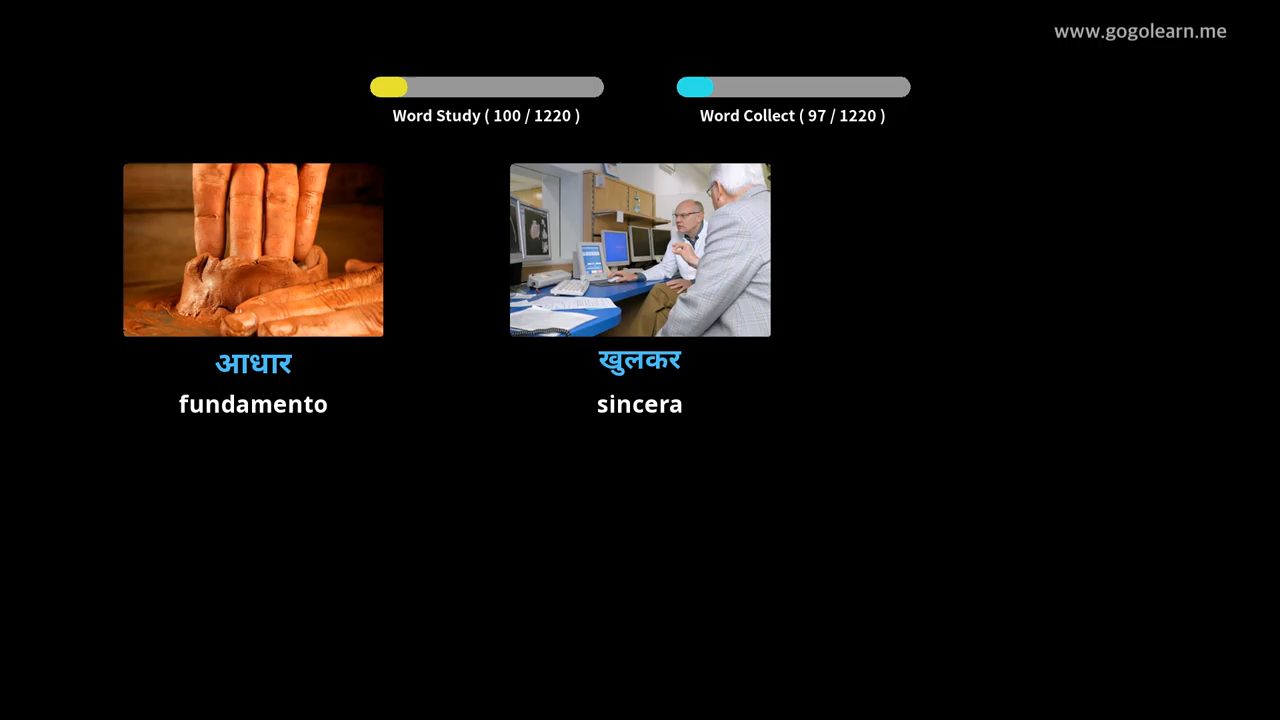 www.gogolearn.me
Word Study ( 100 / 1220 )
Word Collect ( 97 / 1220 )
आधार
fundamento
खुलकर
sincera